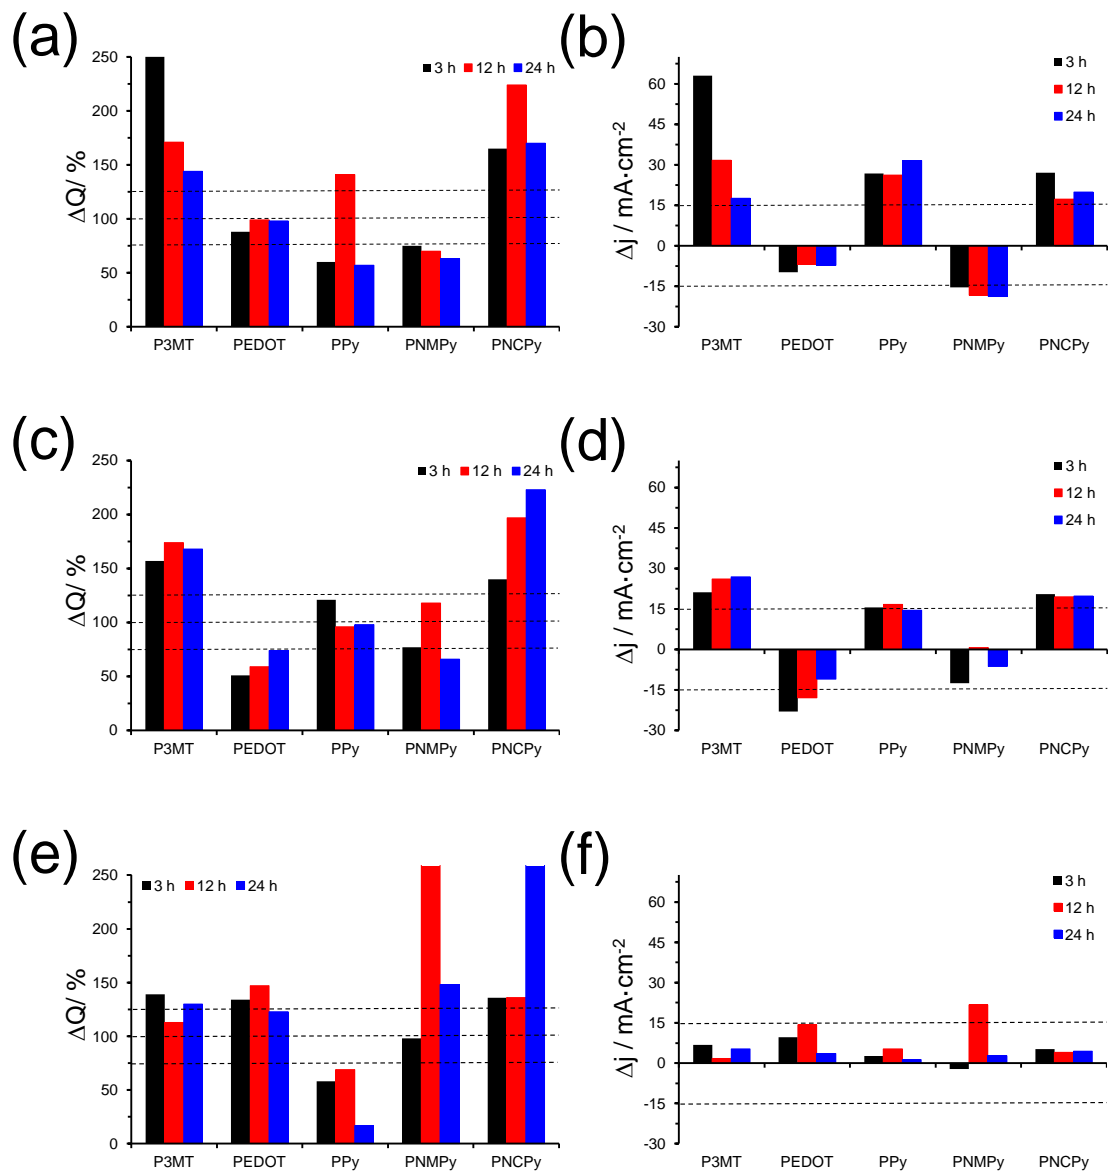 (a)
ΔQ/ %
250
200
150
100
50
0
3 h 12 h 24 h
P3MT PEDOT PPy PNMPy PNCPy
(b)
Δj / mA·cm-2
60
45
30
15
0
-15
-30
3 h
12 h
24 h
P3MT PEDOT PPy PNMPy PNCPy
(c)
ΔQ/ %
250
200
150
100
50
0
3 h 12 h 24 h
P3MT PEDOT PPy PNMPy PNCPy
(d)
Δj / mA·cm-2
60
45
30
15
0
-15
-30
3 h
12 h
24 h
P3MT PEDOT PPy PNMPy PNCPy
(e)
ΔQ/ %
250
200
150
100
50
0
3 h 12 h 24 h
P3MT PEDOT PPy PNMPy PNCPy
(f)
Δj / mA·cm-2
60
45
30
15
0
-15
-30
3 h
12 h
24 h
P3MT PEDOT PPy PNMPy PNCPy